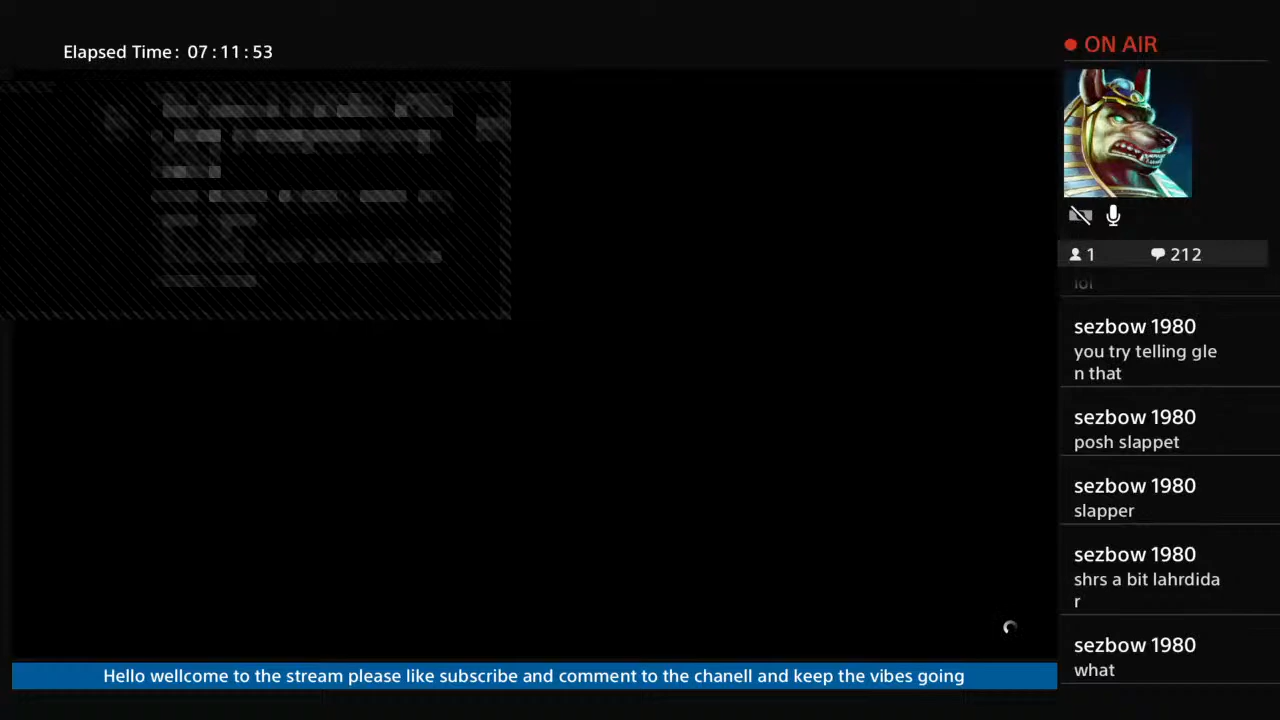 Elapsed Time: 07:11:53
ON AIR
1 212
lol
sezbow 1980
you try telling gle
n that
sezbow 1980
posh slappet
sezbow 1980
slapper
sezbow 1980
shrs a bit lahrdida
r
sezbow 1980
what
Hello wellcome to the stream please like subscribe and comment to the chanell and keep the vibes going